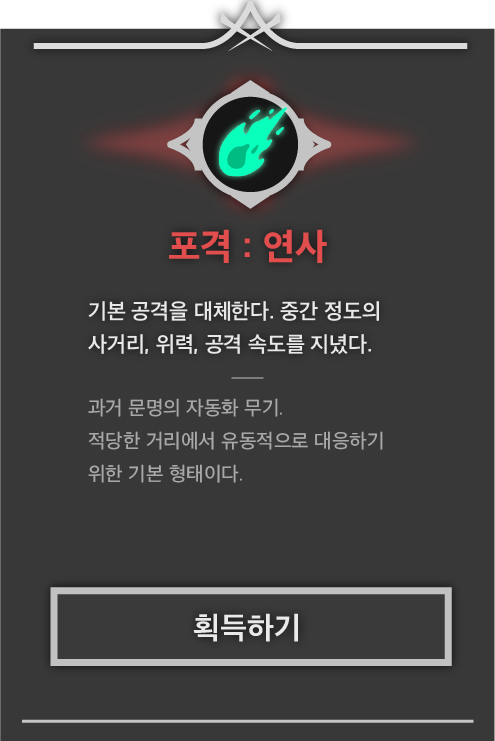 포격 : 연사
기본 공격을 대체한다. 중간 정도의
사거리, 위력, 공격 속도를 지녔다.
과거 문명의 자동화 무기.
적당한 거리에서 유동적으로 대응하기
위한 기본 형태이다.
획득하기